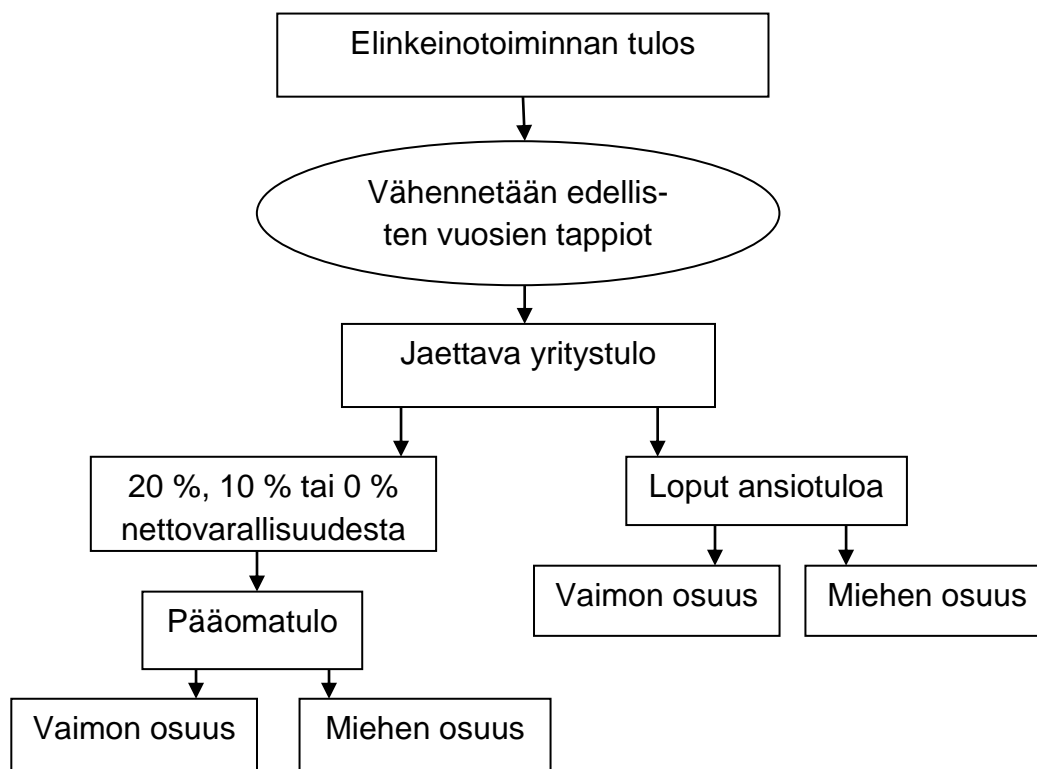 Elinkeinotoiminnan tulos
Vähennetään edellis-
ten vuosien tappiot
Jaettava yritystulo
20 %, 10 % tai 0 %
nettovarallisuudesta
Loput ansiotuloa
Vaimon osuus
Miehen osuus
Pääomatulo
Vaimon osuus
Miehen osuus